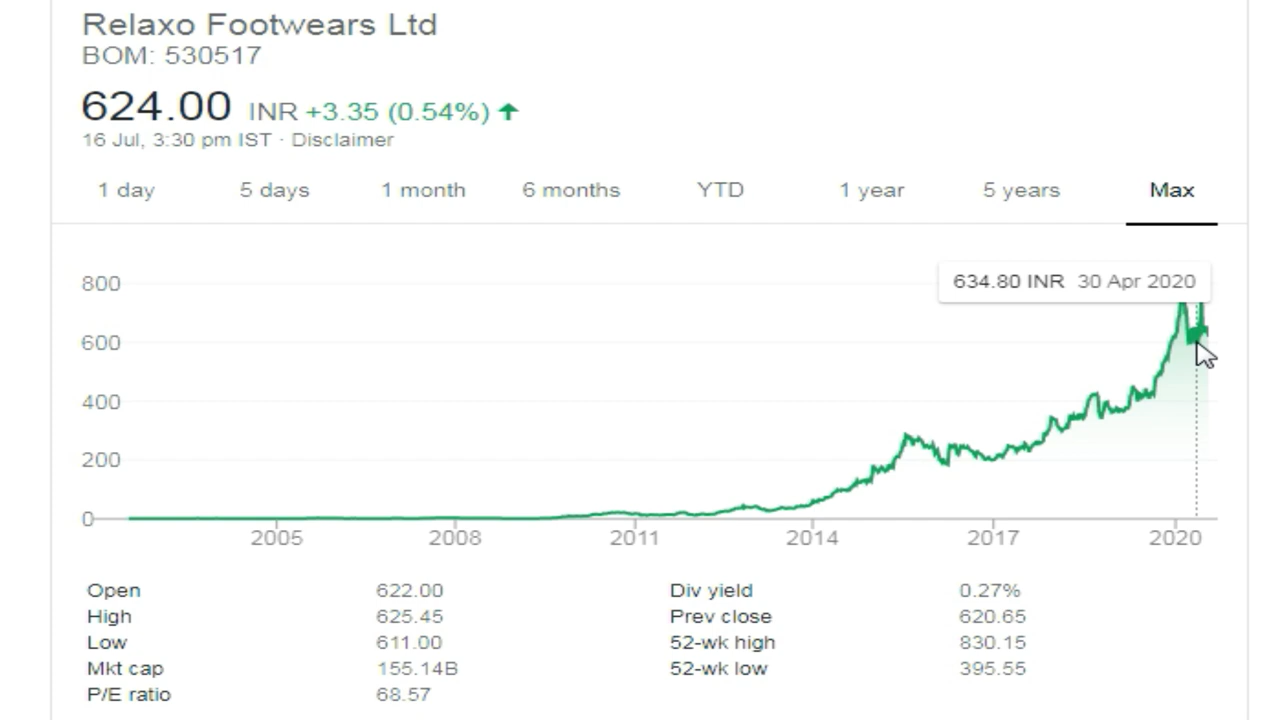 Relaxo Footwears Ltd
BOM: 530517
624.00 INR +3.35 (0.54%)
16 Jul, 3:30 pm IST · Disclaimer
1 day 5 days 1 month 6 months YTD 1 year 5 years Max
634.80 INR 30 Apr 2020
800
600
400
200
0
2005 2008 2011 2014 2017 2020
Open 622.00 Div yield 0.27%
High 625.45 Prev close 620.65
Low 611.00 52-wk high 830.15
Mkt cap 155.14B 52-wk low 395.55
P/E ratio 68.57